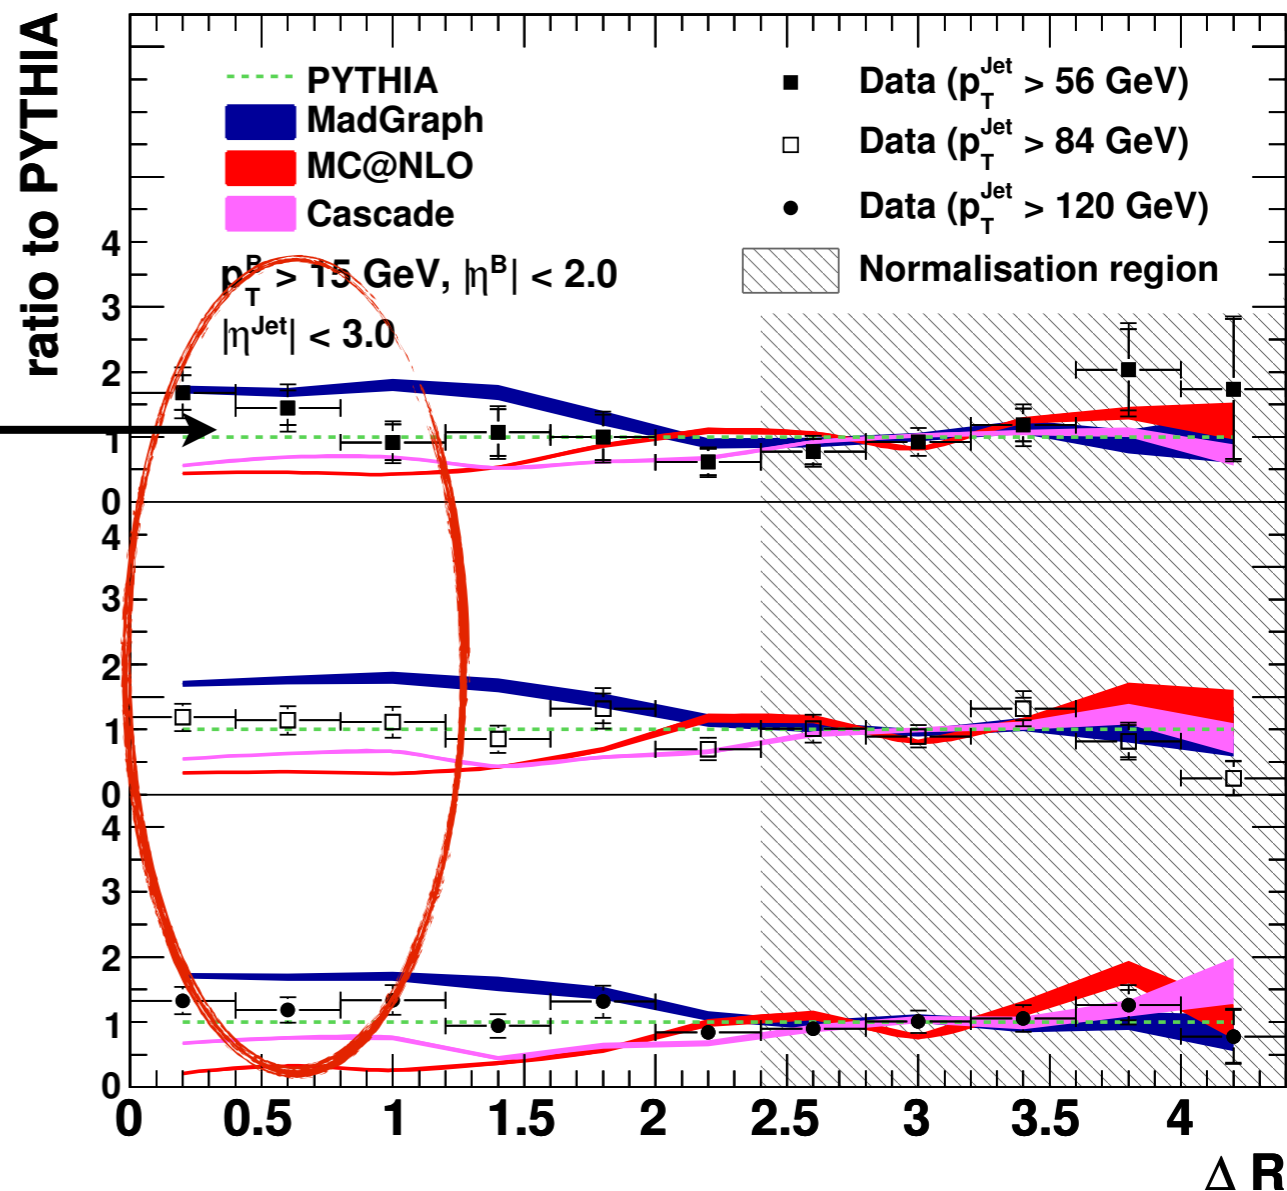 ratio to PYTHIA
PYTHIA
MadGraph
MC@NLO
Cascade
p_T^B > 15 GeV, |η^B| < 2.0
|η^Jet| < 3.0
Data (p_T^Jet > 56 GeV)
Data (p_T^Jet > 84 GeV)
Data (p_T^Jet > 120 GeV)
Normalisation region
4
3
2
1
0
4
3
2
1
0
4
3
2
1
0
0 0.5 1 1.5 2 2.5 3 3.5 4
Δ R